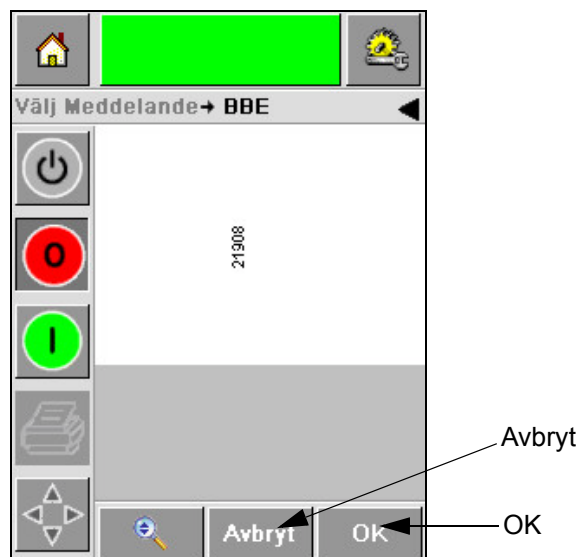 Välj Meddelande→ BBE
O
I
21908
Avbryt
OK
Avbryt
OK